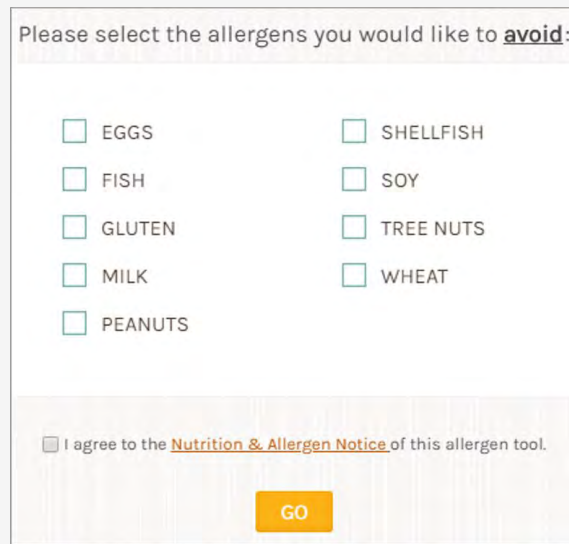 Please select the allergens you would like to avoid:
EGGS
FISH
GLUTEN
MILK
PEANUTS
SHELLFISH
SOY
TREE NUTS
WHEAT
I agree to the Nutrition & Allergen Notice of this allergen tool.
GO